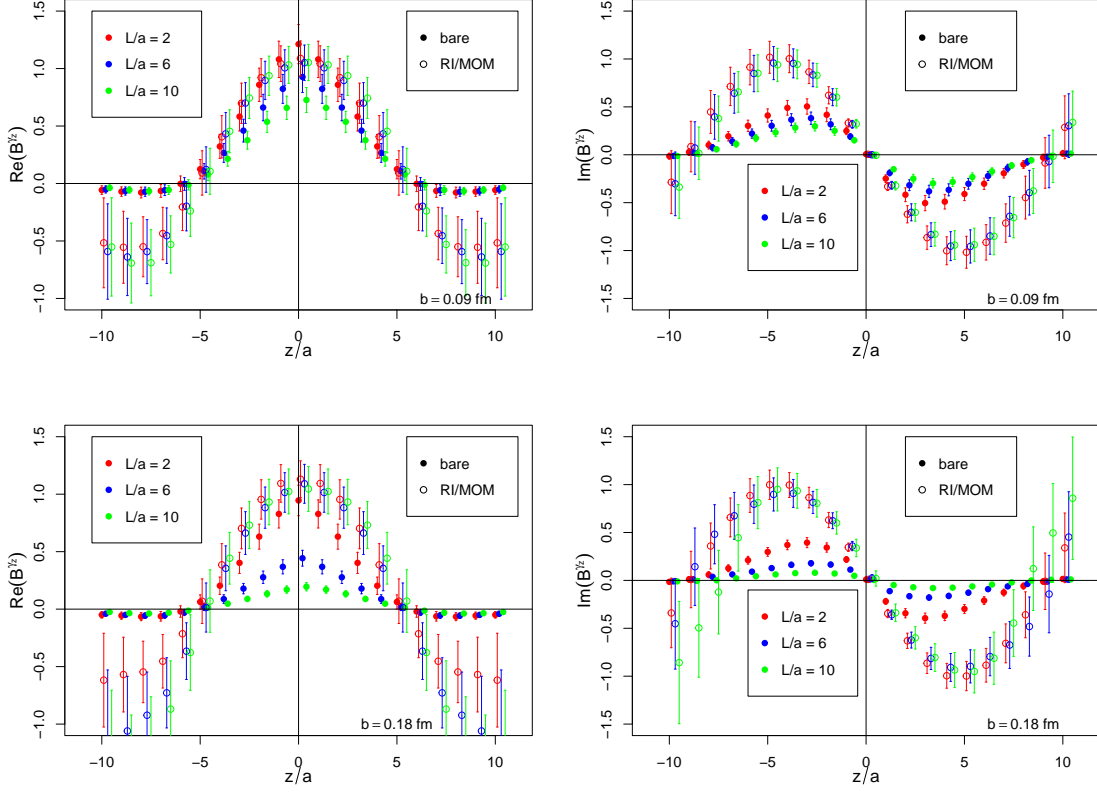 L/a = 2
L/a = 6
L/a = 10
bare
RI/MOM
Re(B^γz)
1.0
0.5
0.0
−0.5
−1.0
b = 0.09 fm
−10 −5 0 5 10
z/a
bare
RI/MOM
Im(B^γz)
1.5
1.0
0.5
0.0
−0.5
−1.0
−1.5
L/a = 2
L/a = 6
L/a = 10
b = 0.09 fm
−10 −5 0 5 10
z/a
L/a = 2
L/a = 6
L/a = 10
bare
RI/MOM
Re(B^γz)
1.5
1.0
0.5
0.0
−0.5
−1.0
b = 0.18 fm
−10 −5 0 5 10
z/a
bare
RI/MOM
Im(B^γz)
1.5
1.0
0.5
0.0
−0.5
−1.0
−1.5
L/a = 2
L/a = 6
L/a = 10
b = 0.18 fm
−10 −5 0 5 10
z/a